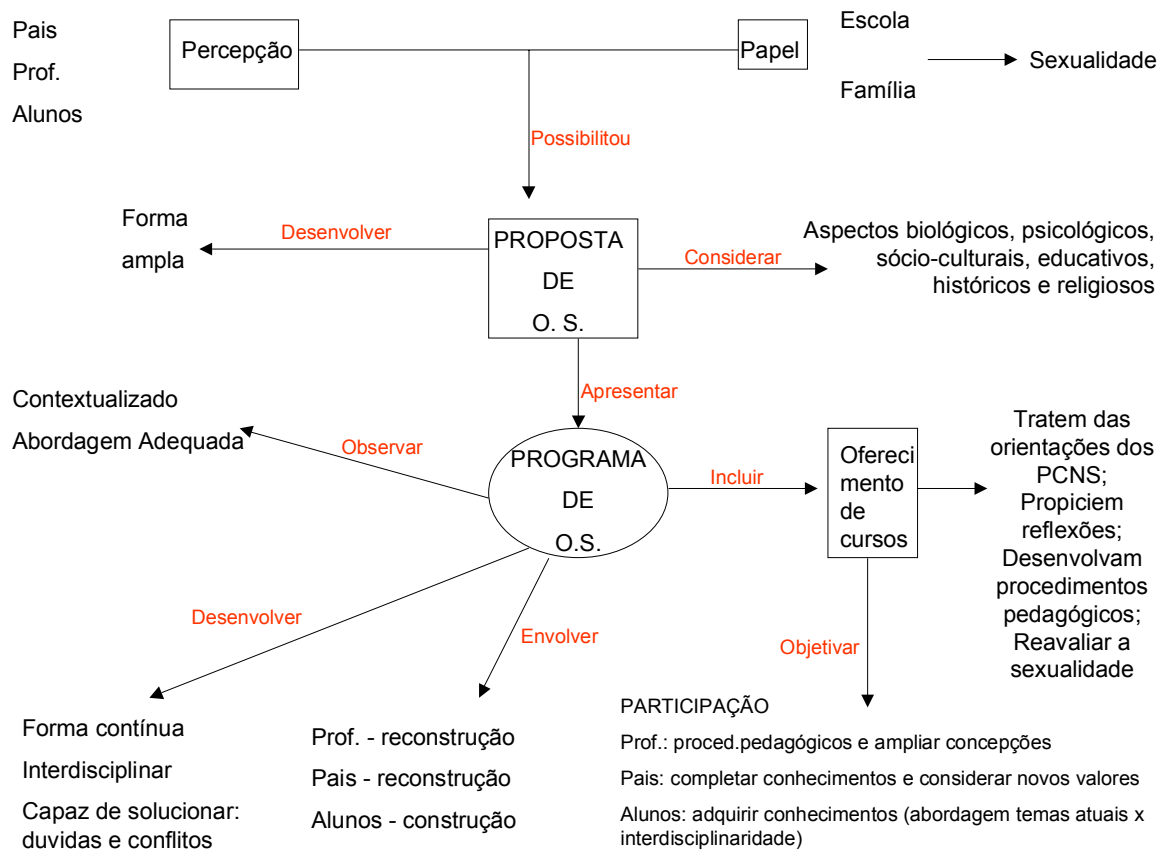 Pais
Prof.
Alunos
Percepção
Papel
Escola
Família
Sexualidade
Possibilitou
Forma
ampla
Desenvolver
PROPOSTA
DE
O. S.
Considerar
Aspectos biológicos, psicológicos,
sócio-culturais, educativos,
históricos e religiosos
Apresentar
Contextualizado
Abordagem Adequada
Observar
PROGRAMA
DE
O.S.
Incluir
Ofereci
mento
de
cursos
Tratem das
orientações dos
PCNS;
Propiciem
reflexões;
Desenvolvam
procedimentos
pedagógicos;
Reavaliar a
sexualidade
Desenvolver
Envolver
Objetivar
Forma contínua
Interdisciplinar
Capaz de solucionar:
duvidas e conflitos
Prof. - reconstrução
Pais - reconstrução
Alunos - construção
PARTICIPAÇÃO
Prof.: proced.pedagógicos e ampliar concepções
Pais: completar conhecimentos e considerar novos valores
Alunos: adquirir conhecimentos (abordagem temas atuais x
interdisciplinaridade)